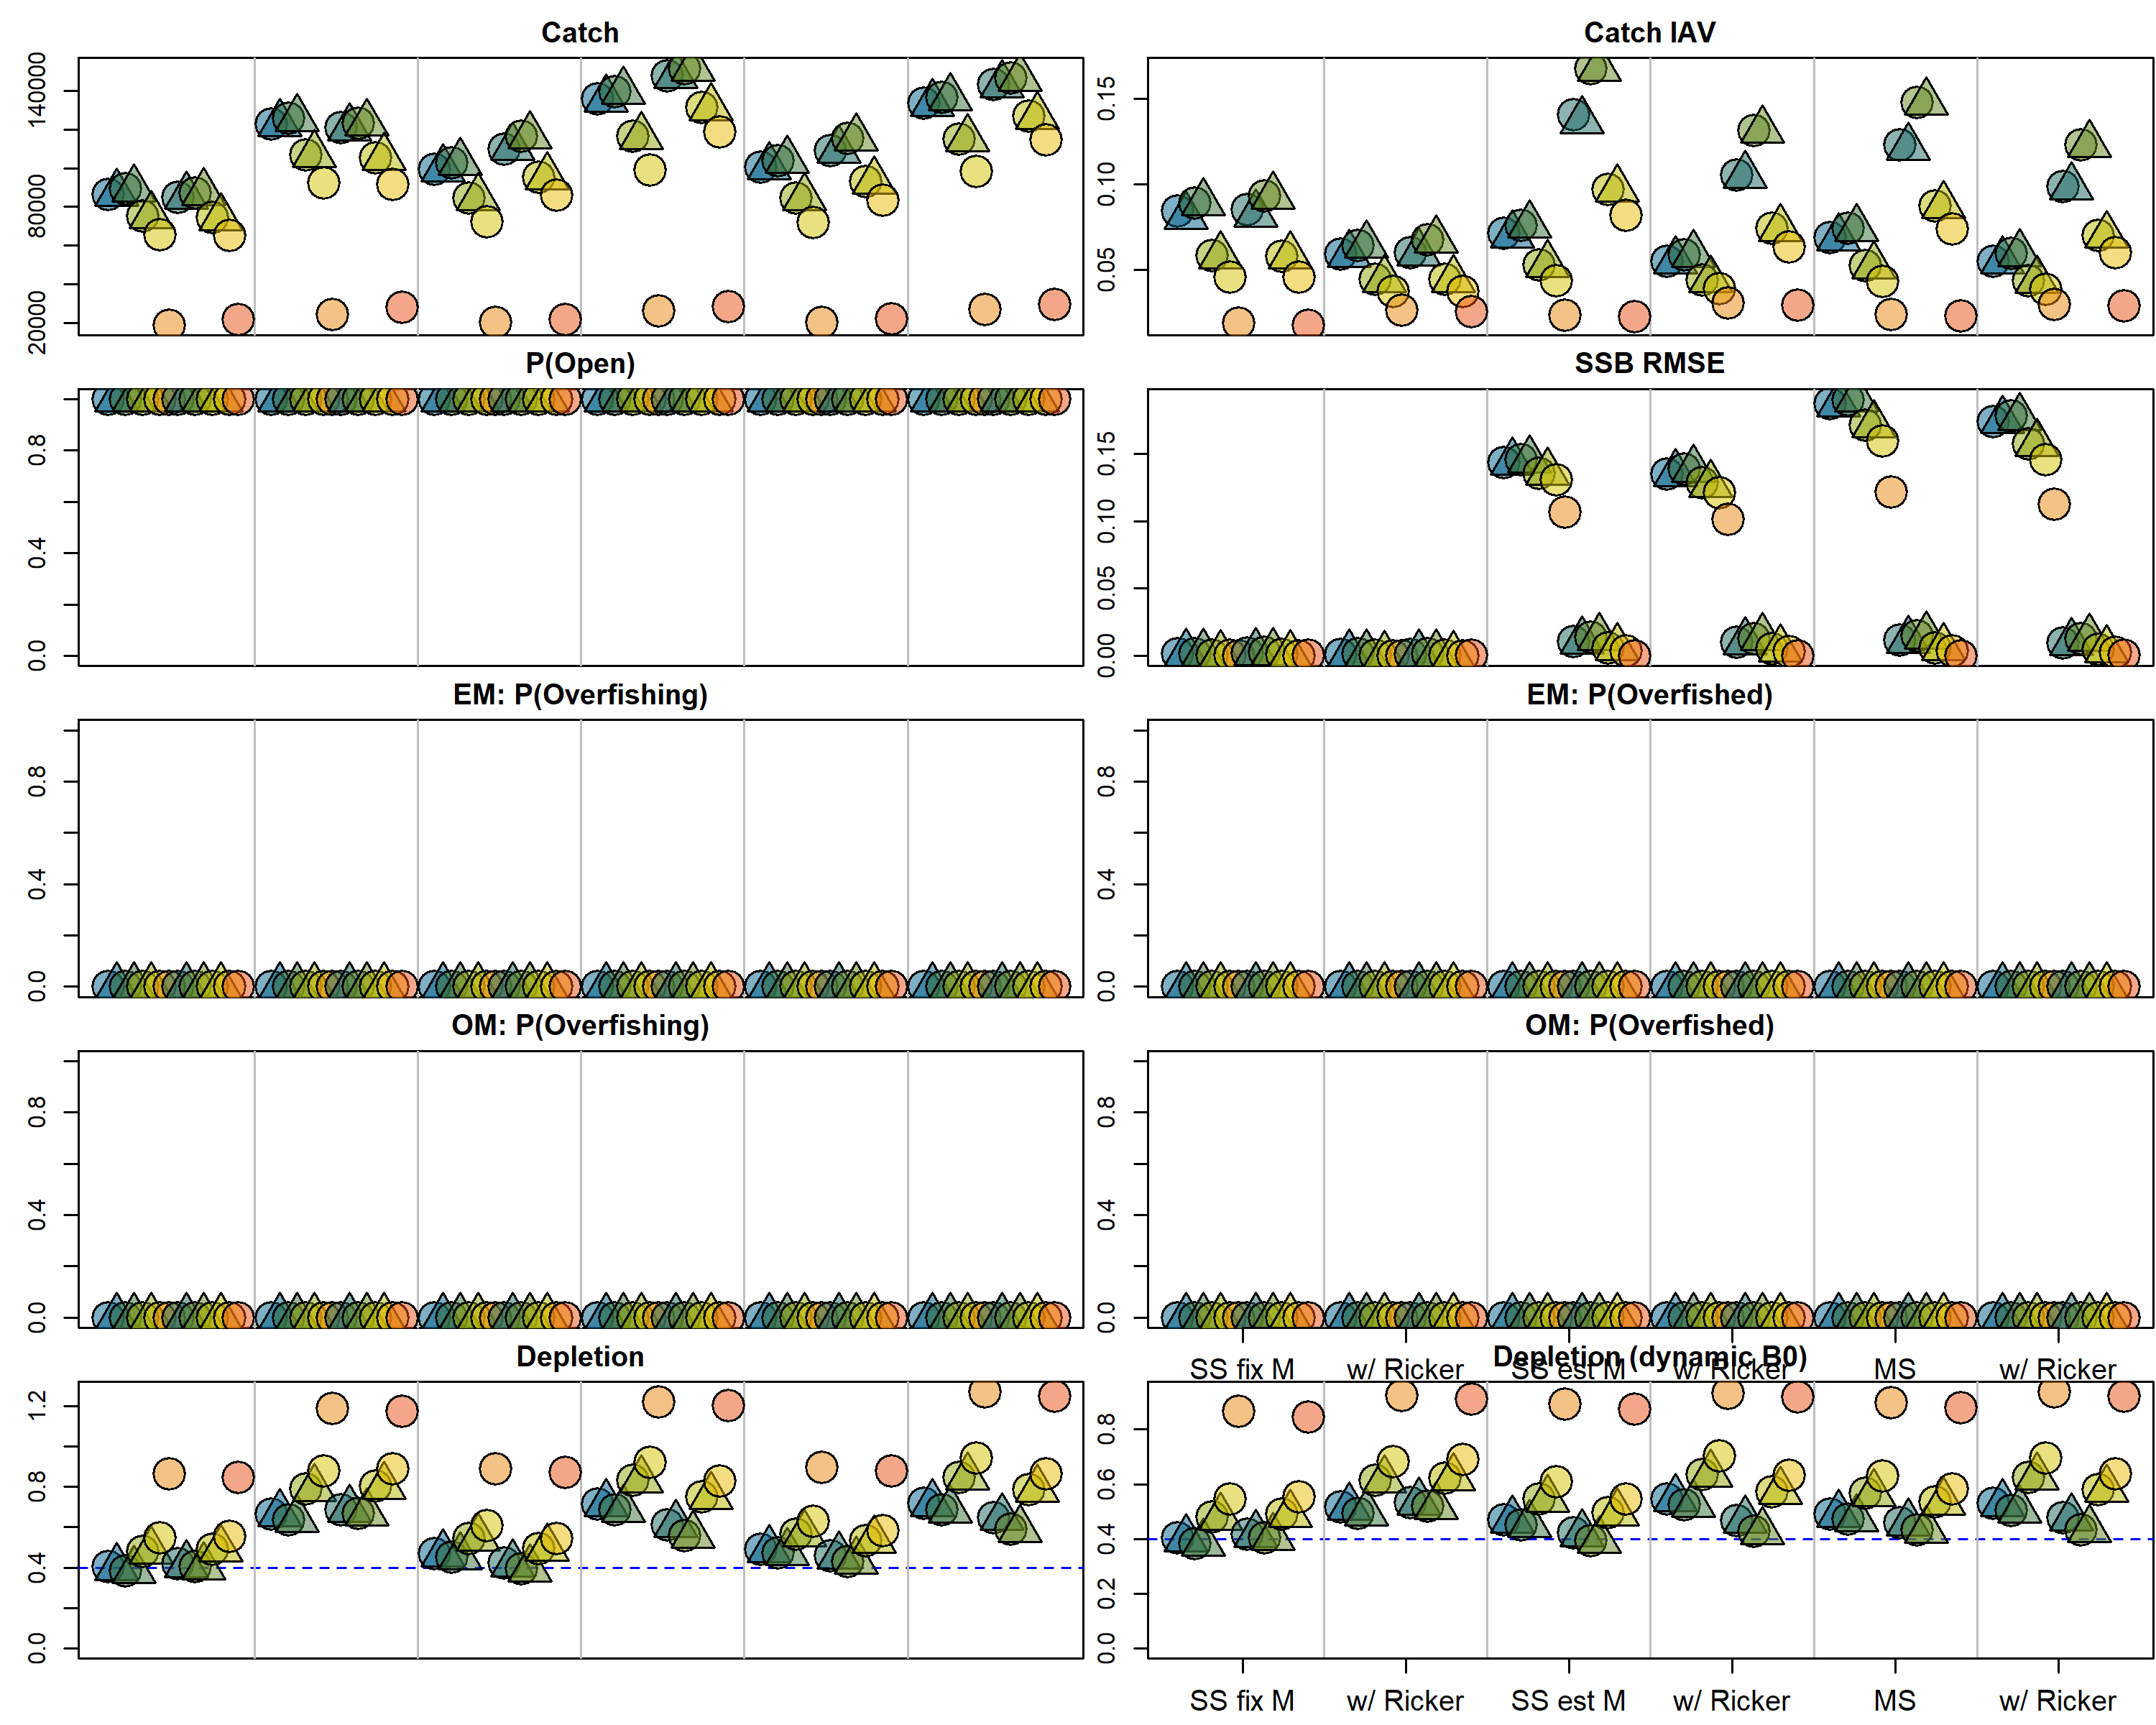 Catch
Catch IAV
140000
80000
20000
0.15
0.10
0.05
P(Open)
SSB RMSE
0.8
0.4
0.0
0.15
0.10
0.05
0.00
EM: P(Overfishing)
EM: P(Overfished)
0.8
0.4
0.0
0.8
0.4
0.0
OM: P(Overfishing)
OM: P(Overfished)
0.8
0.4
0.0
0.8
0.4
0.0
SS fix M w/ Ricker SS est M w/ Ricker MS w/ Ricker
Depletion
Depletion (dynamic B0)
1.2
0.8
0.4
0.0
0.8
0.6
0.4
0.2
0.0
SS fix M w/ Ricker SS est M w/ Ricker MS w/ Ricker